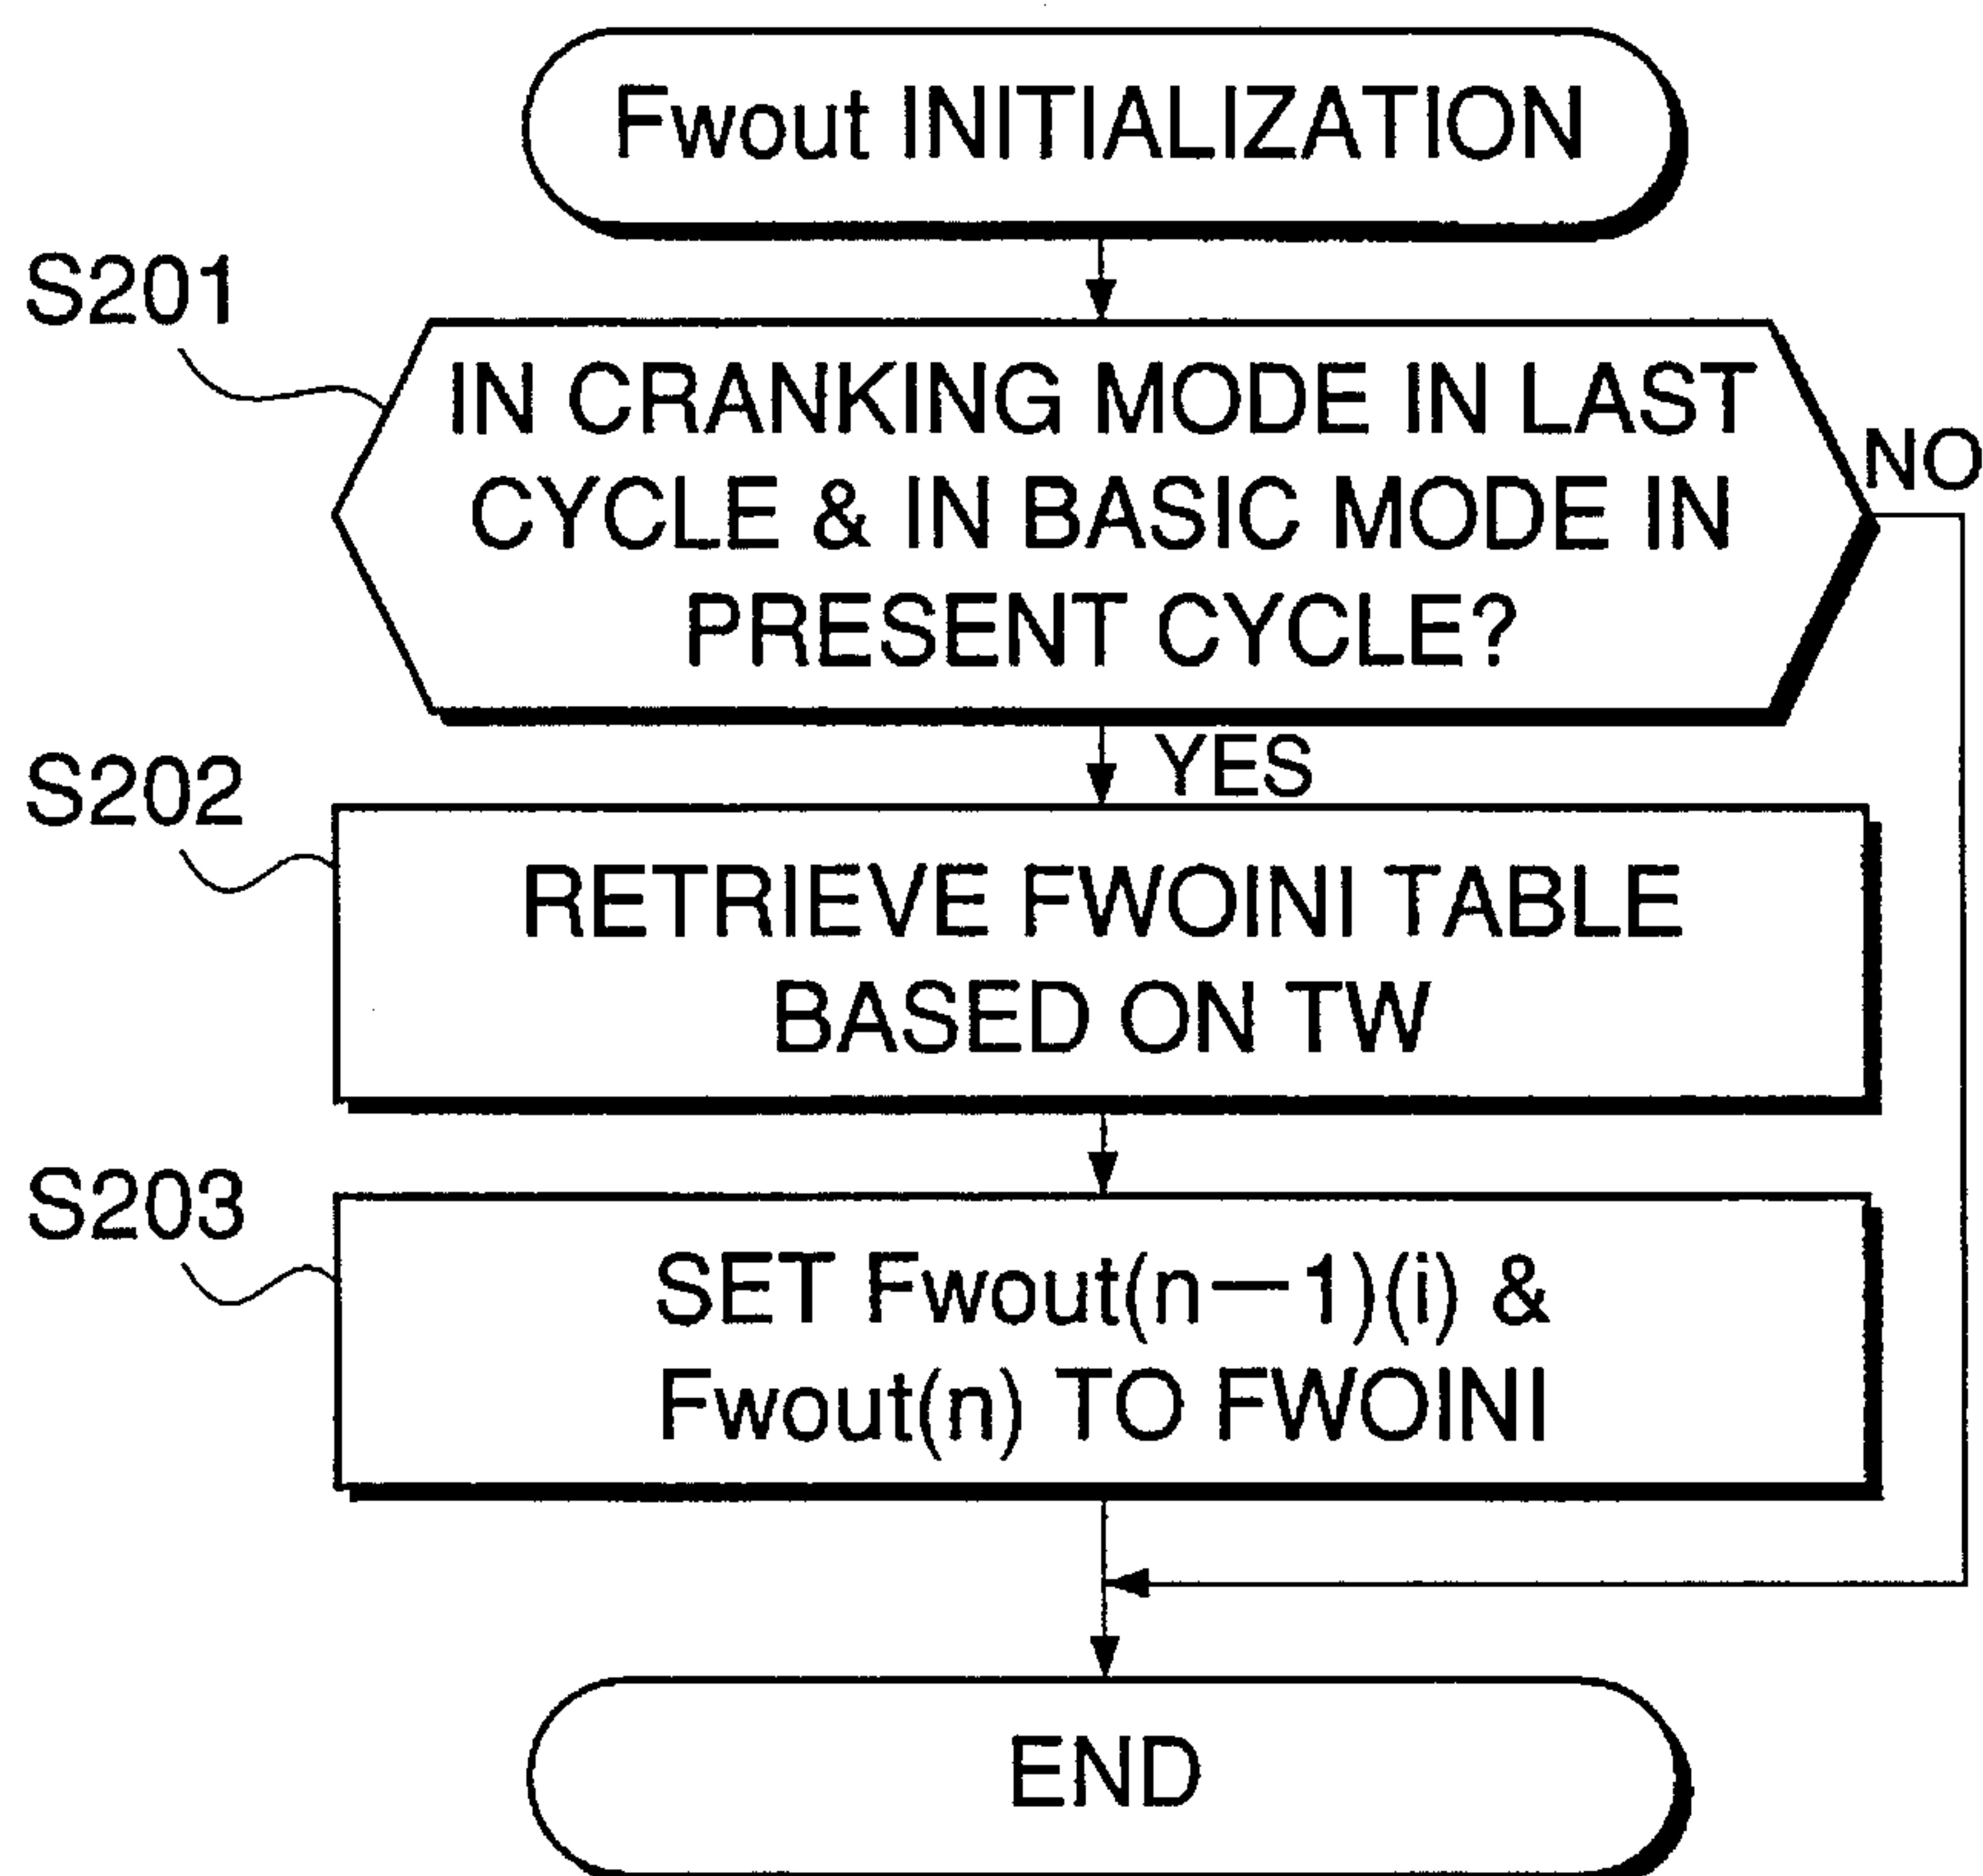 Fwout INITIALIZATION
S201
IN CRANKING MODE IN LAST
CYCLE & IN BASIC MODE IN
PRESENT CYCLE?
NO
YES
S202
RETRIEVE FWOINI TABLE
BASED ON TW
S203
SET Fwout(n—1)(i) &
Fwout(n) TO FWOINI
END